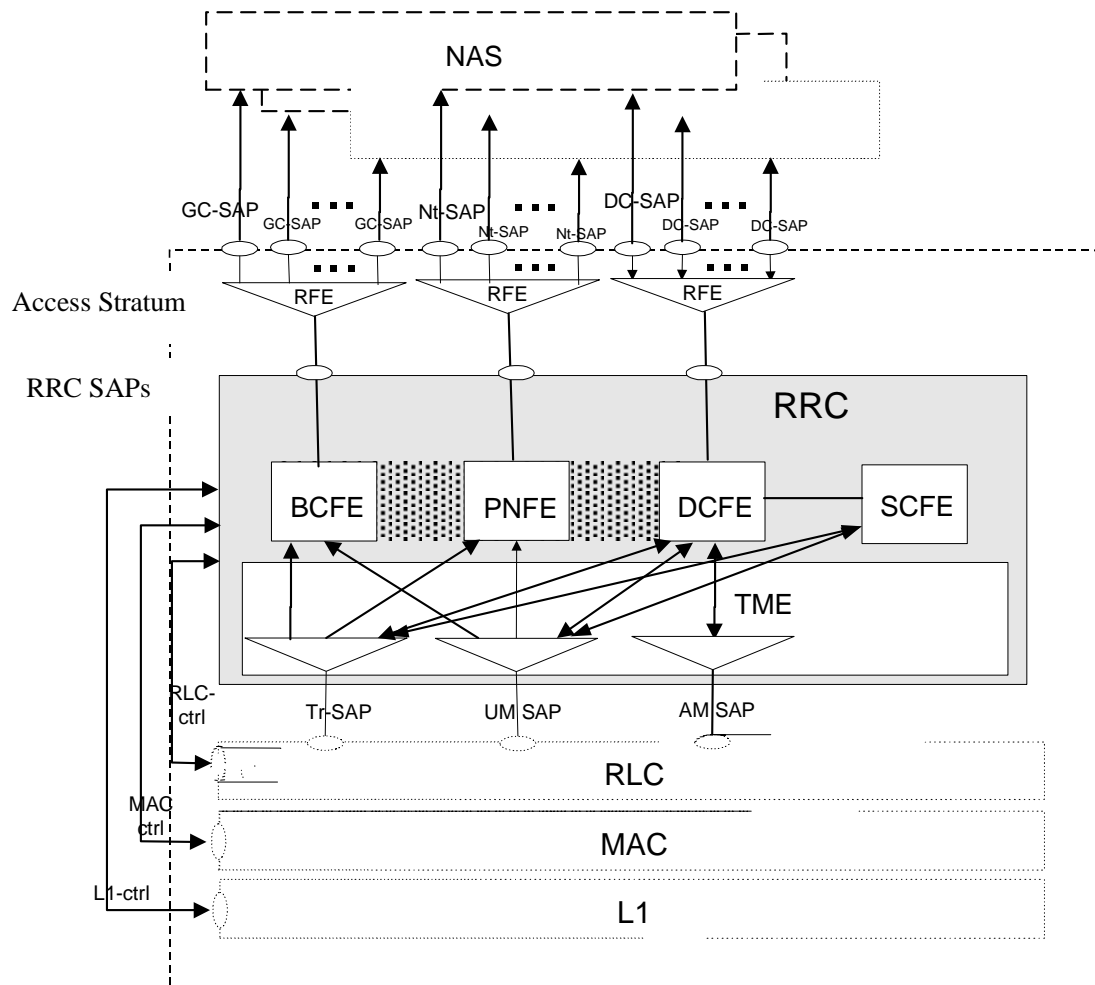 NAS
GC-SAP
GC-SAP
GC-SAP
Nt-SAP
Nt-SAP
Nt-SAP
DC-SAP
DC-SAP
DC-SAP
Access Stratum
RFE
RFE
RFE
RRC SAPs
RRC
BCFE
PNFE
DCFE
SCFE
TME
RLC-
ctrl
Tr-SAP
UM SAP
AM SAP
RLC
MAC
ctrl
MAC
L1-ctrl
L1